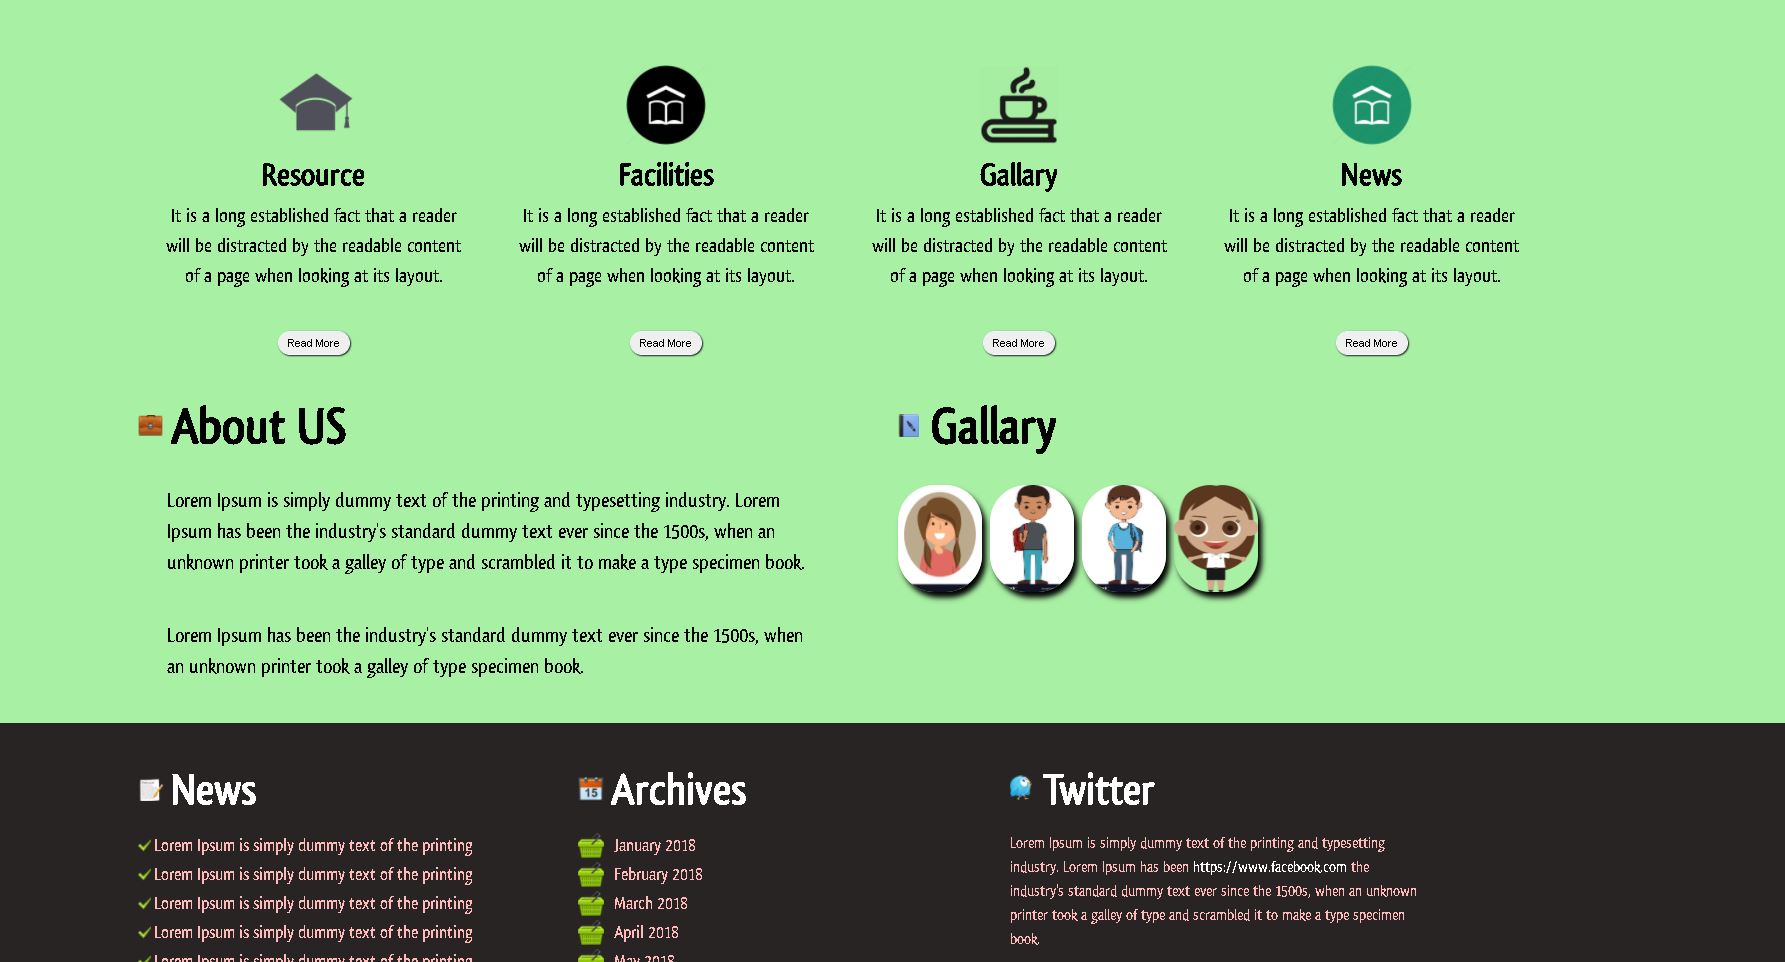 Resource
It is a long established fact that a reader
will be distracted by the readable content
of a page when looking at its layout.
Read More
Facilities
It is a long established fact that a reader
will be distracted by the readable content
of a page when looking at its layout.
Read More
Gallary
It is a long established fact that a reader
will be distracted by the readable content
of a page when looking at its layout.
Read More
News
It is a long established fact that a reader
will be distracted by the readable content
of a page when looking at its layout.
Read More
About US
Lorem Ipsum is simply dummy text of the printing and typesetting industry. Lorem
Ipsum has been the industry's standard dummy text ever since the 1500s, when an
unknown printer took a galley of type and scrambled it to make a type specimen book.
Lorem Ipsum has been the industry's standard dummy text ever since the 1500s, when
an unknown printer took a galley of type specimen book.
Gallary
News
Lorem Ipsum is simply dummy text of the printing
Lorem Ipsum is simply dummy text of the printing
Lorem Ipsum is simply dummy text of the printing
Lorem Ipsum is simply dummy text of the printing
Lorem Ipsum is simply dummy text of the printing
Archives
15
January 2018
February 2018
March 2018
April 2018
May 2018
Twitter
Lorem Ipsum is simply dummy text of the printing and typesetting
industry. Lorem Ipsum has been https://www.facebook.com the
industry's standard dummy text ever since the 1500s, when an unknown
printer took a galley of type and scrambled it to make a type specimen
book.